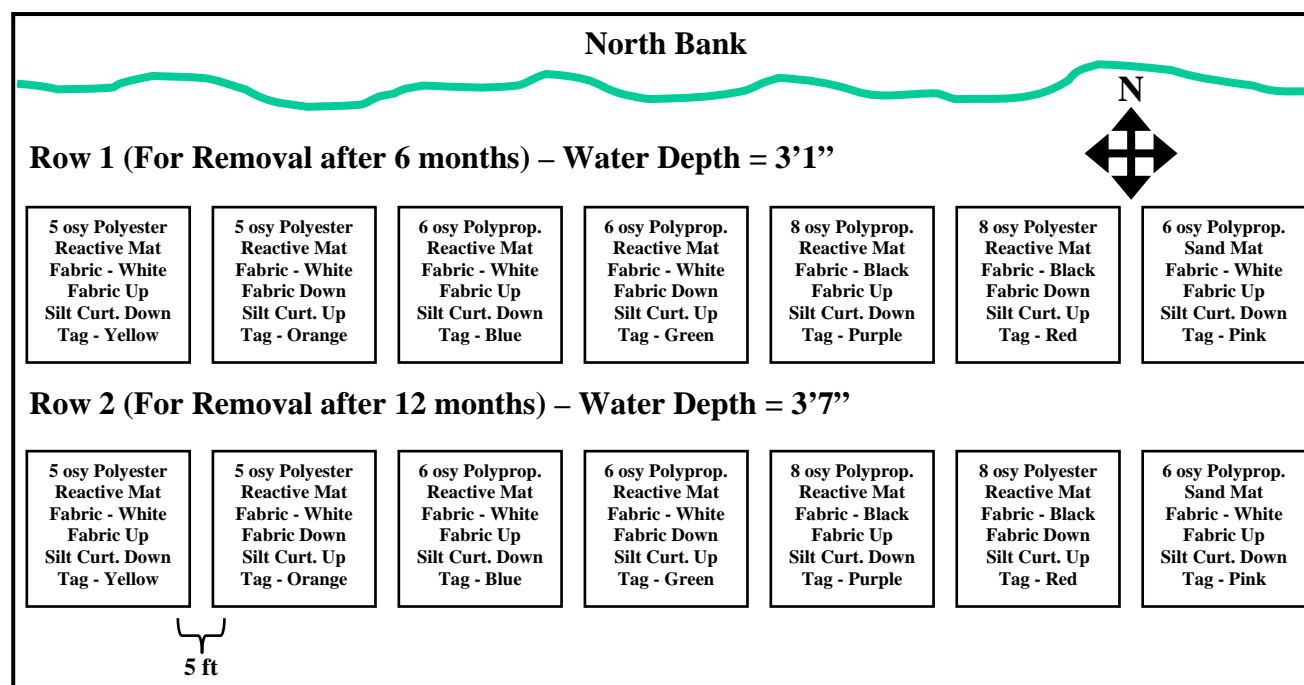 North Bank
N
Row 1 (For Removal after 6 months) – Water Depth = 3’1”
5 osy Polyester
Reactive Mat
Fabric - White
Fabric Up
Silt Curt. Down
Tag - Yellow
5 osy Polyester
Reactive Mat
Fabric - White
Fabric Down
Silt Curt. Up
Tag - Orange
6 osy Polyprop.
Reactive Mat
Fabric - White
Fabric Up
Silt Curt. Down
Tag - Blue
6 osy Polyprop.
Reactive Mat
Fabric - White
Fabric Down
Silt Curt. Up
Tag - Green
8 osy Polyprop.
Reactive Mat
Fabric - Black
Fabric Up
Silt Curt. Down
Tag - Purple
8 osy Polyester
Reactive Mat
Fabric - Black
Fabric Down
Silt Curt. Up
Tag - Red
6 osy Polyprop.
Sand Mat
Fabric - White
Fabric Up
Silt Curt. Down
Tag - Pink
Row 2 (For Removal after 12 months) – Water Depth = 3’7”
5 osy Polyester
Reactive Mat
Fabric - White
Fabric Up
Silt Curt. Down
Tag - Yellow
5 osy Polyester
Reactive Mat
Fabric - White
Fabric Down
Silt Curt. Up
Tag - Orange
6 osy Polyprop.
Reactive Mat
Fabric - White
Fabric Up
Silt Curt. Down
Tag - Blue
6 osy Polyprop.
Reactive Mat
Fabric - White
Fabric Down
Silt Curt. Up
Tag - Green
8 osy Polyprop.
Reactive Mat
Fabric - Black
Fabric Up
Silt Curt. Down
Tag - Purple
8 osy Polyester
Reactive Mat
Fabric - Black
Fabric Down
Silt Curt. Up
Tag - Red
6 osy Polyprop.
Sand Mat
Fabric - White
Fabric Up
Silt Curt. Down
Tag - Pink
5 ft